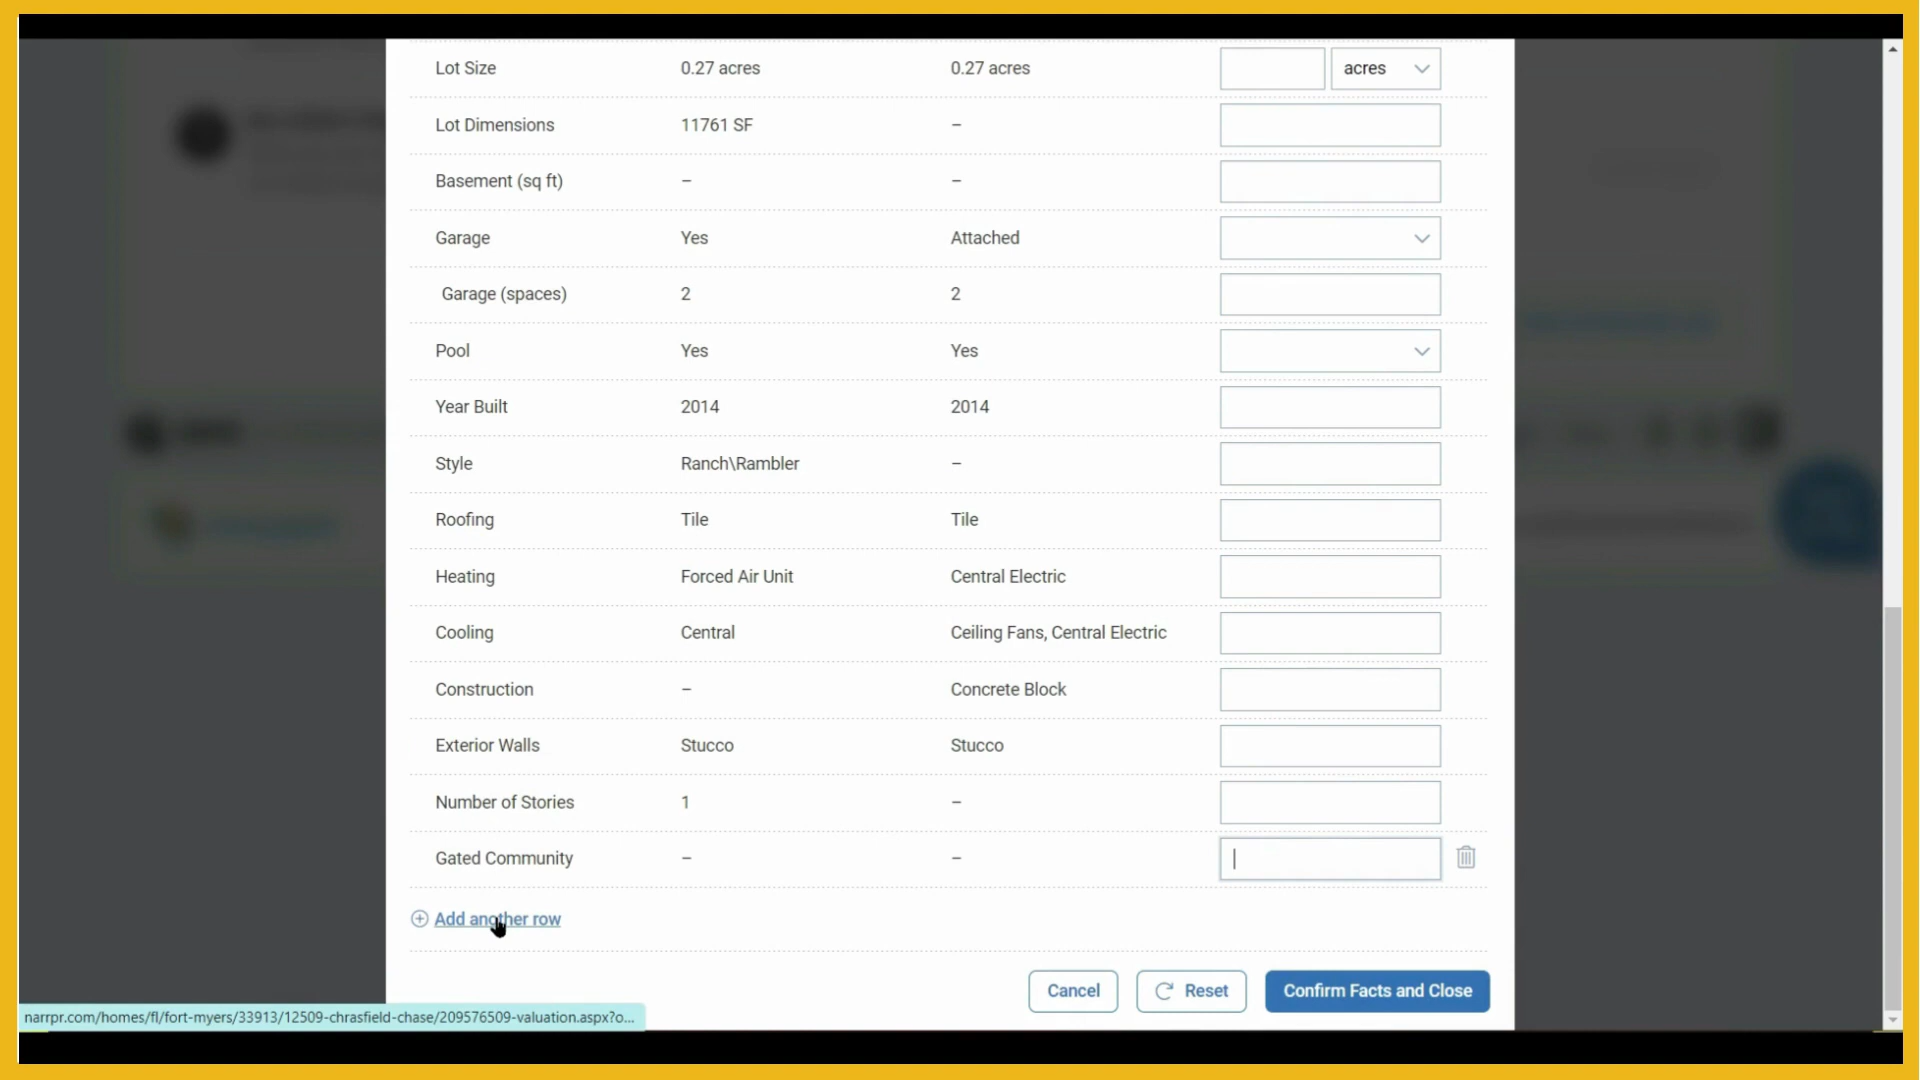 Lot Size 0.27 acres 0.27 acres acres
Lot Dimensions 11761 SF –
Basement (sq ft) – –
Garage Yes Attached
Garage (spaces) 2 2
Pool Yes Yes
Year Built 2014 2014
Style Ranch\Rambler –
Roofing Tile Tile
Heating Forced Air Unit Central Electric
Cooling Central Ceiling Fans, Central Electric
Construction – Concrete Block
Exterior Walls Stucco Stucco
Number of Stories 1 –
Gated Community – –
Add another row
Cancel Reset Confirm Facts and Close
narrpr.com/homes/fl/fort-myers/33913/12509-chrasfield-chase/209576509-valuation.aspx?o...